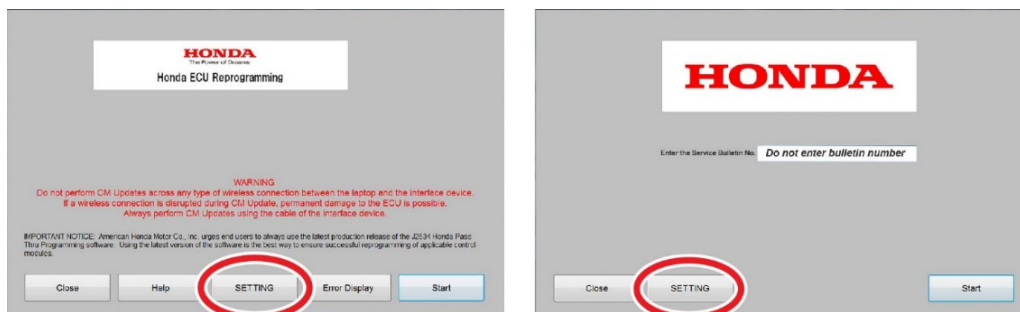 HONDA
The Power of Dreams
Honda ECU Reprogramming
WARNING
Do not perform CM Updates across any type of wireless connection between the laptop and the interface device.
If a wireless connection is disrupted during CM Update, permanent damage to the ECU is possible.
Always perform CM Updates using the cable of the interface device.
IMPORTANT NOTICE: American Honda Motor Co., Inc. urges end users to always use the latest production release of the J2534 Honda Pass
Thru Programming software. Using the latest version of the software is the best way to ensure successful reprogramming of applicable control
modules.
Close Help SETTING Error Display Start
HONDA
Enter the Service Bulletin No. Do not enter bulletin number
Close SETTING Start